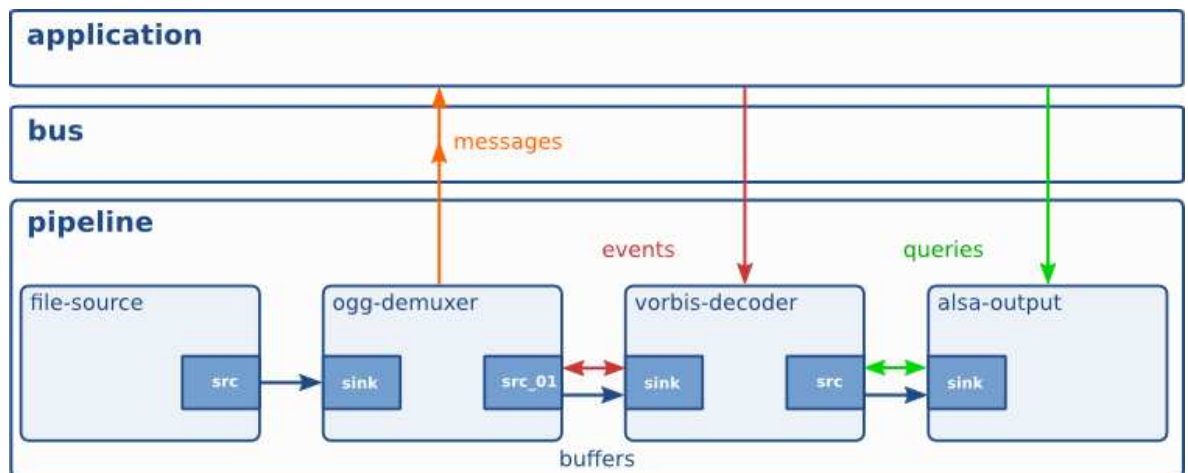 application
bus
messages
pipeline
events
queries
file-source
ogg-demuxer
vorbis-decoder
alsa-output
src
sink
src_01
sink
src
sink
buffers